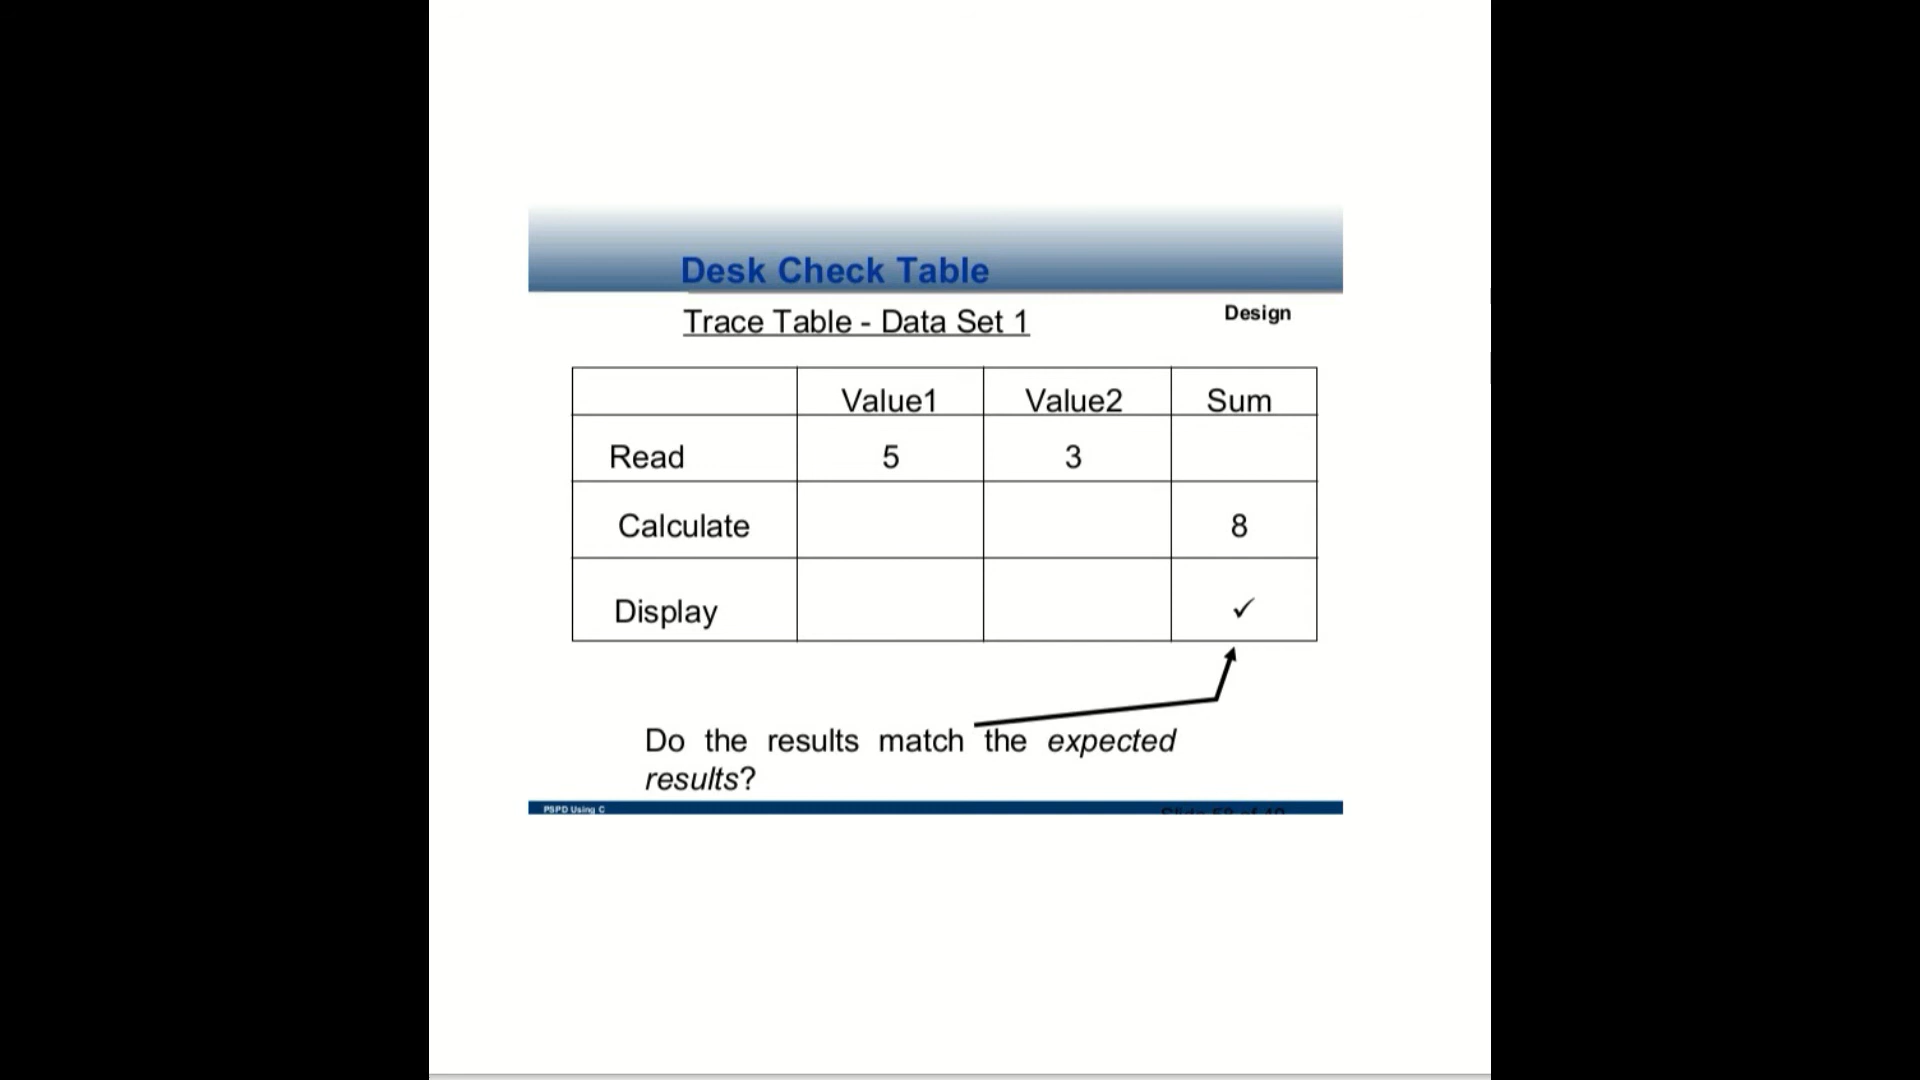 Desk Check Table
Trace Table - Data Set 1
Design
Value1 Value2 Sum
Read 5 3
Calculate 8
Display ✓
Do the results match the expected
results?
PSPD Using C